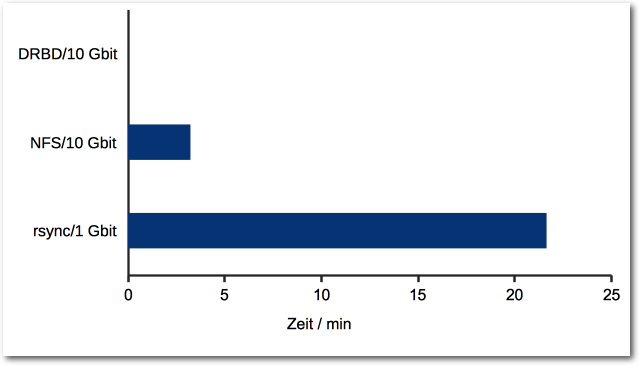 DRBD/10 Gbit
NFS/10 Gbit
rsync/1 Gbit
0 5 10 15 20 25
Zeit / min